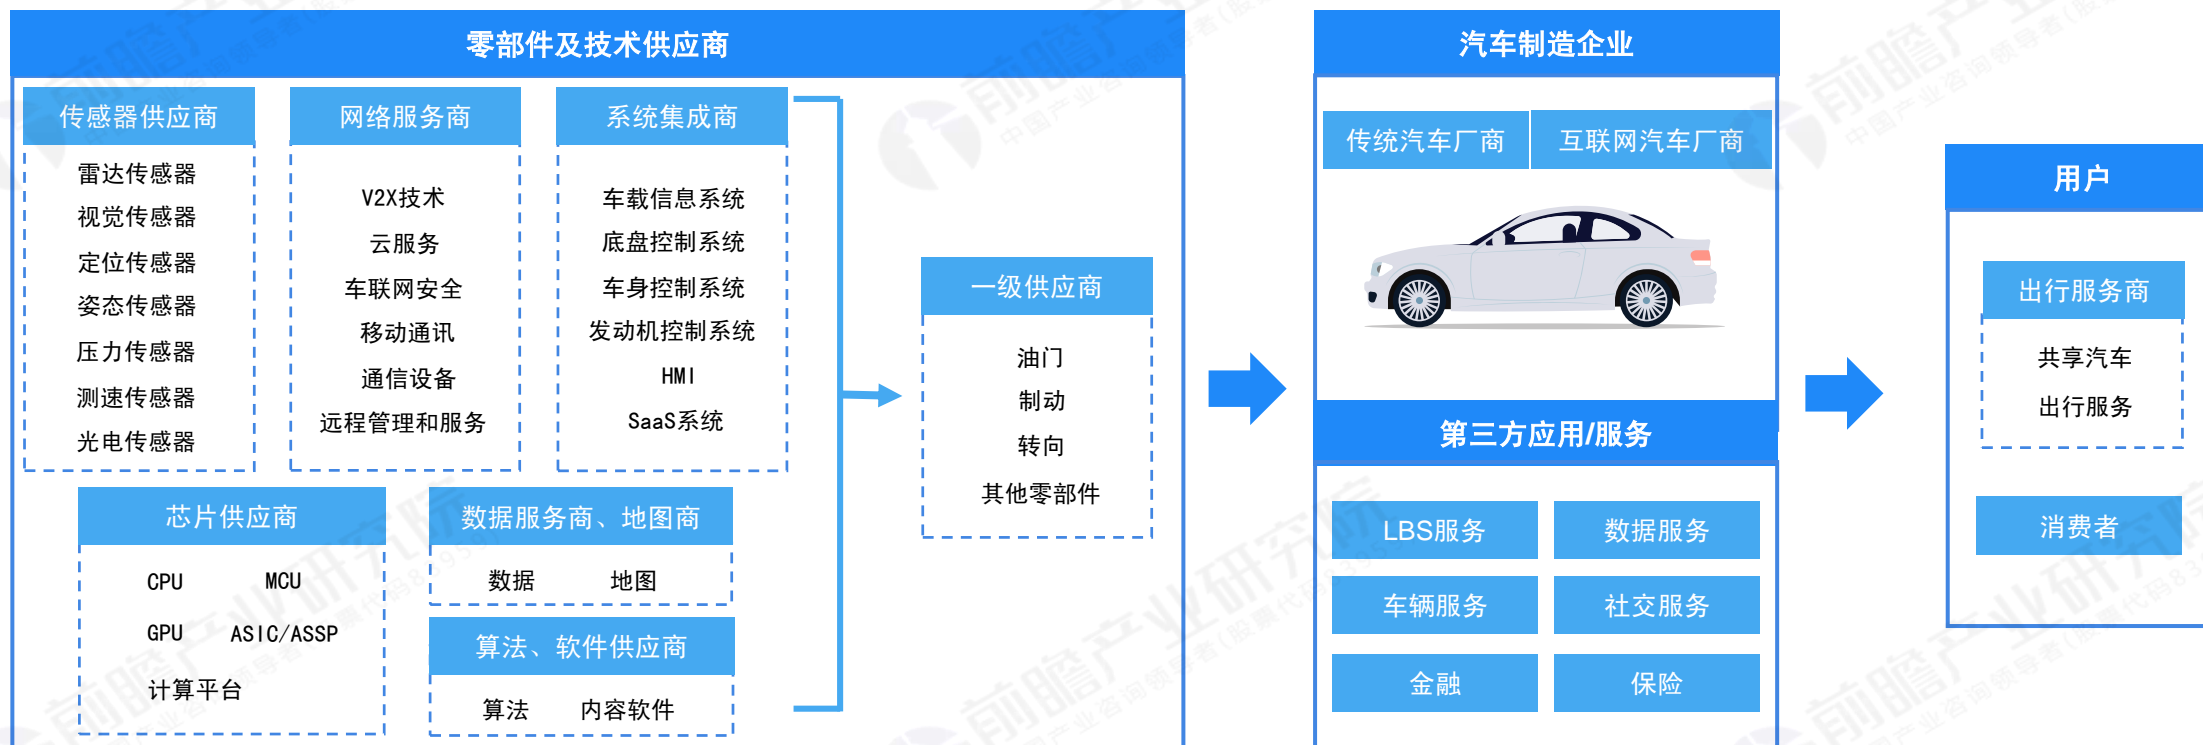 零部件及技术供应商
传感器供应商
雷达传感器
视觉传感器
定位传感器
姿态传感器
压力传感器
测速传感器
光电传感器
网络服务商
V2X技术
云服务
车联网安全
移动通讯
通信设备
远程管理和服务
系统集成商
车载信息系统
底盘控制系统
车身控制系统
发动机控制系统
HMI
SaaS系统
芯片供应商
CPU MCU
GPU ASIC/ASSP
计算平台
数据服务商、地图商
数据 地图
算法、软件供应商
算法 内容软件
一级供应商
油门
制动
转向
其他零部件
汽车制造企业
传统汽车厂商 互联网汽车厂商
第三方应用/服务
LBS服务 数据服务
车辆服务 社交服务
金融 保险
用户
出行服务商
共享汽车
出行服务
消费者
前瞻产业研究院